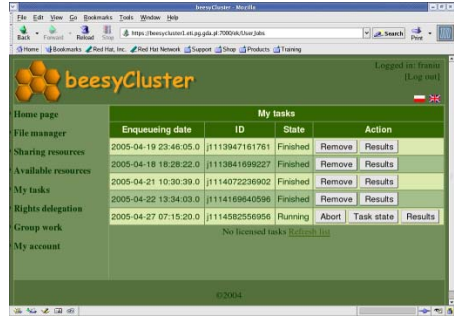 beesyCluster - Mozilla
File Edit View Go Bookmarks Tools Window Help
Back Forward Reload Stop https://beesycluster1.eti.pg.gda.pl:7000/ek/UserJobs Search Print
Home Bookmarks Red Hat, Inc. Red Hat Network Support Shop Products Training
beesyCluster
Logged in: franiu
[Log out]
Home page
File manager
Sharing resources
Available resources
My tasks
Rights delegation
Group work
My account
My tasks
Enqueueing date ID State Action
2005-04-19 23:46:05.0 j1113947161761 Finished Remove Results
2005-04-18 18:28:22.0 j1113841699227 Finished Remove Results
2005-04-21 10:30:39.0 j1114072236902 Finished Remove Results
2005-04-22 13:34:03.0 j1114169640596 Finished Remove Results
2005-04-27 07:15:20.0 j1114582556956 Running Abort Task state Results
No licensed tasks Refresh list
©2004